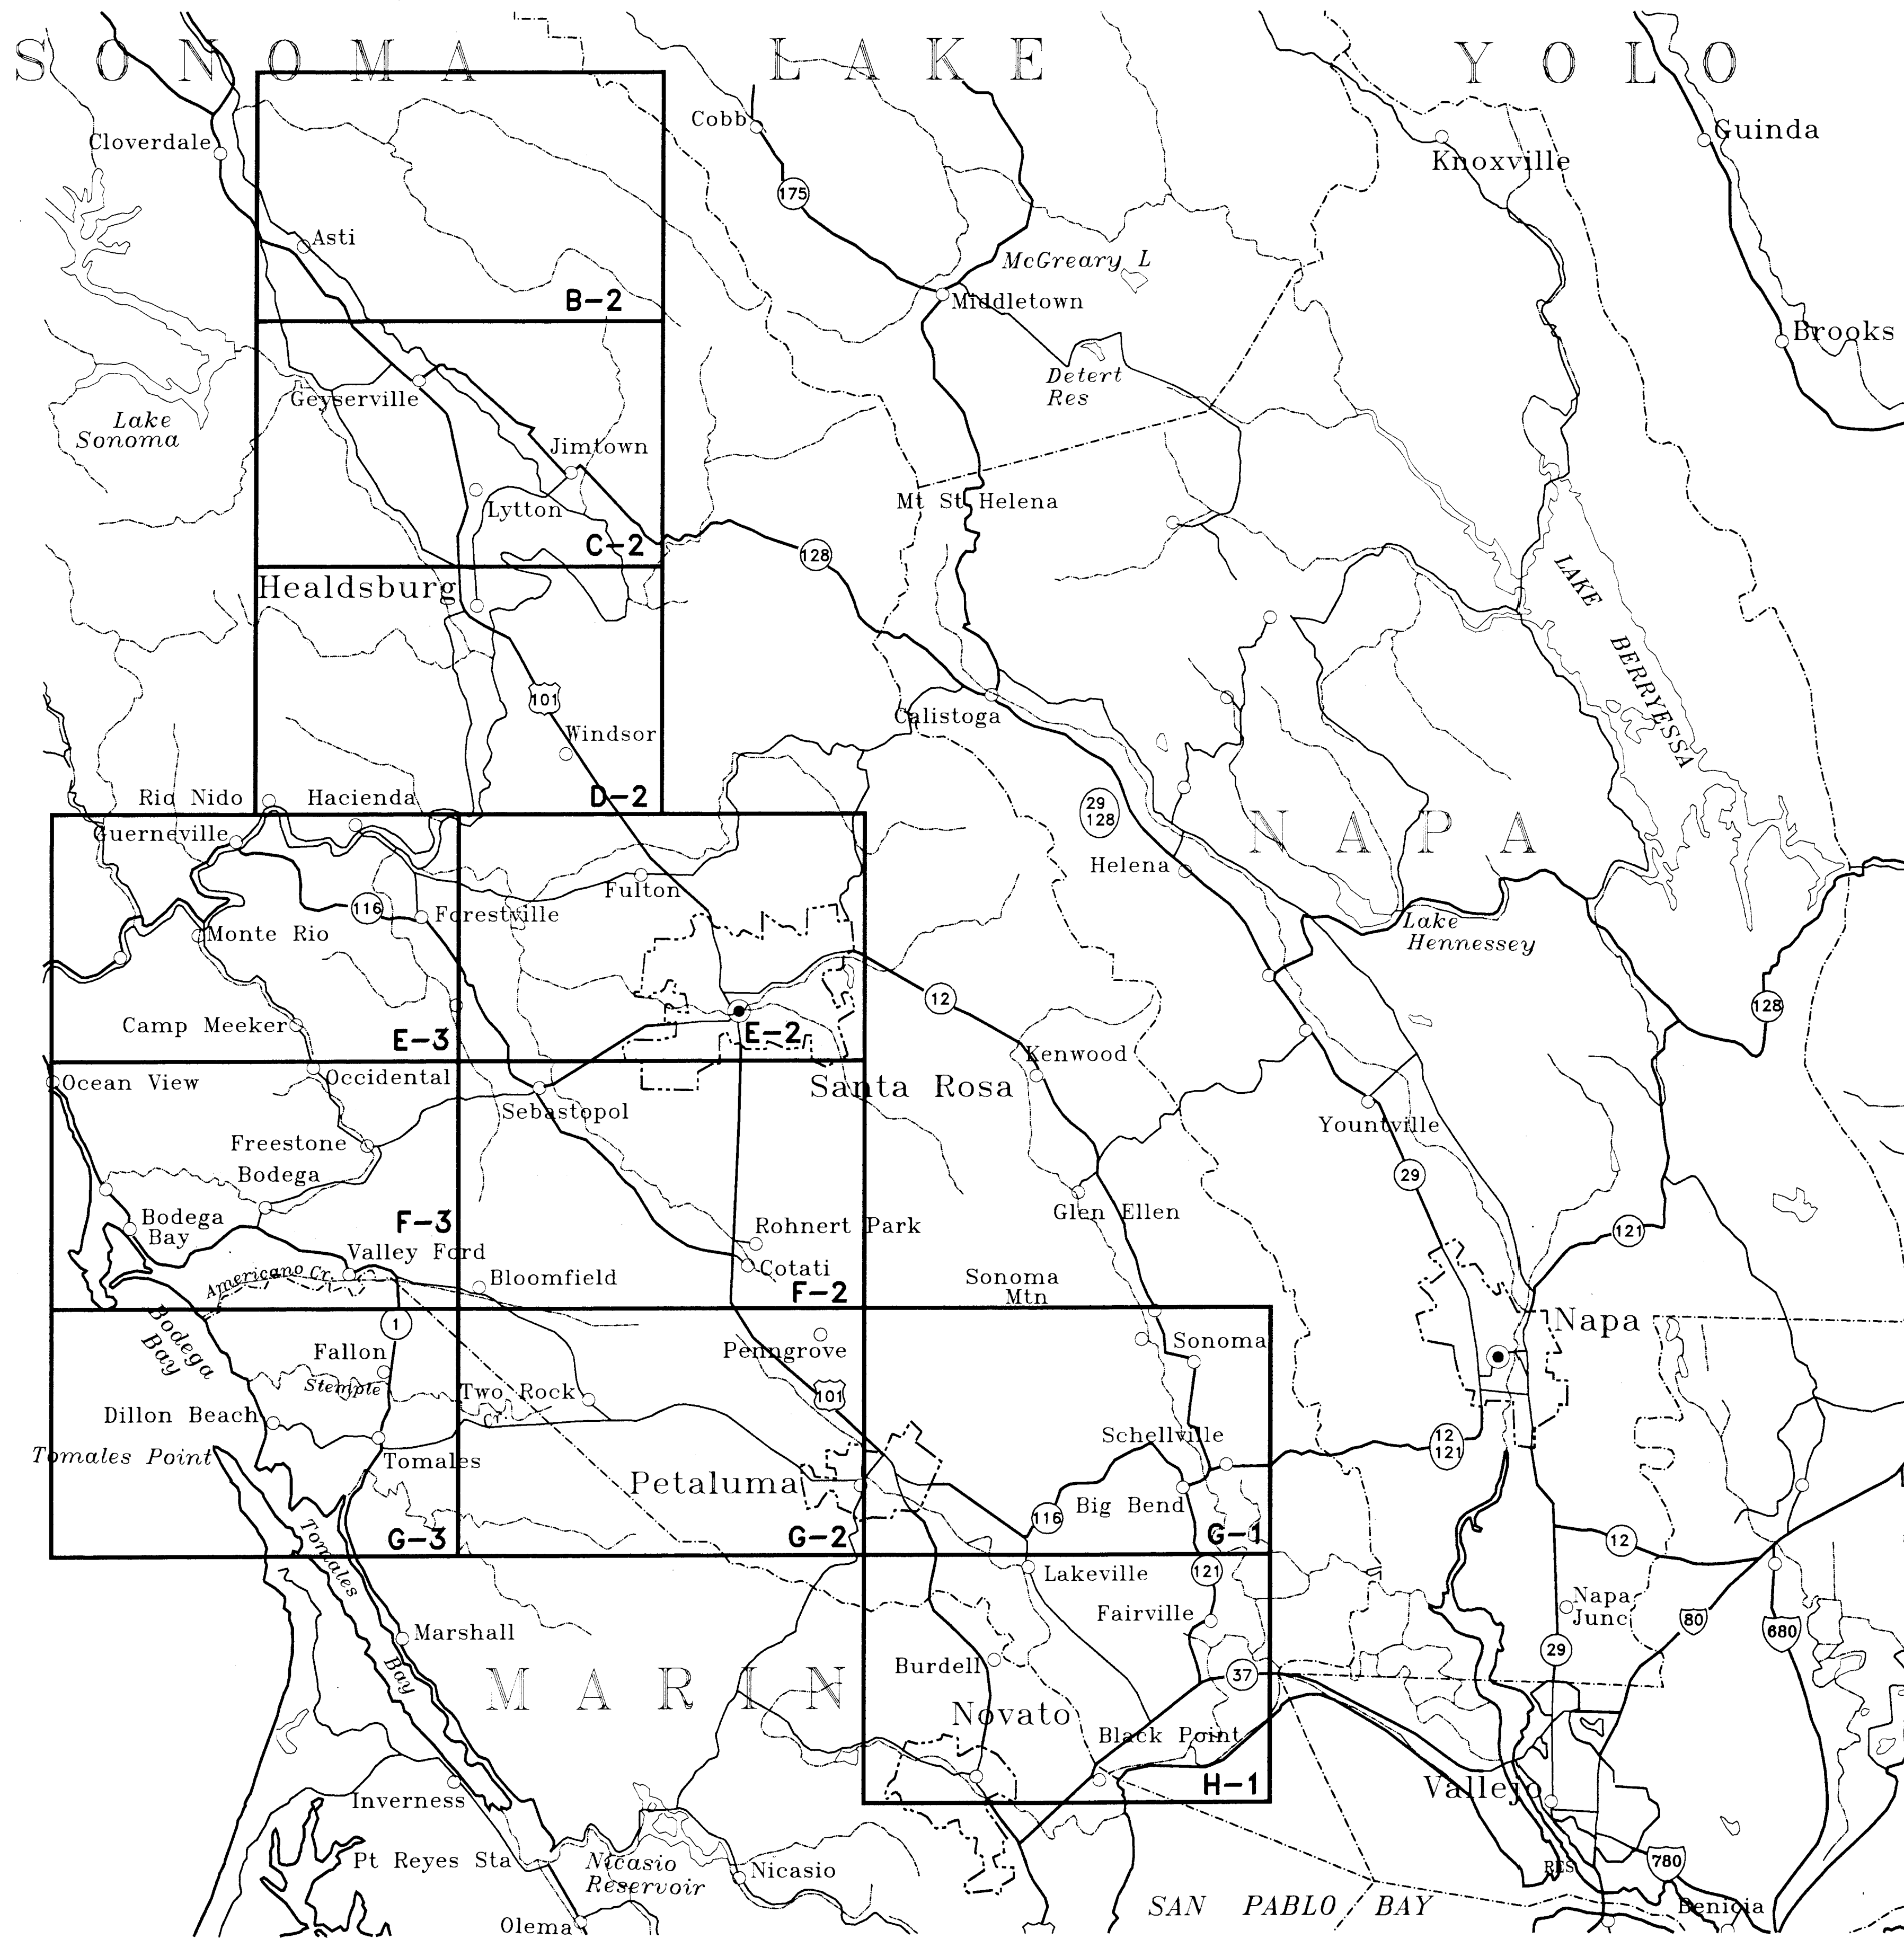 SONOMA
LAKE
YOLO
Cloverdale
Cobb
Guinda
Knoxville
175
Asti
McGreary L
B-2
Middletown
Brooks
Detert
Res
Geyserville
Lake
Sonoma
Jimtown
Mt St Helena
Lytton
C-2
128
LAKE
BERRYESSA
Healdsburg
101
Calistoga
Windsor
Rio Nido
Hacienda
D-2
29
128
NAPA
Guerneville
Helena
Fulton
116
Forestville
Lake
Hennessey
Monte Rio
12
128
Camp Meeker
E-3
E-2
Kenwood
Ocean View
Occidental
Santa Rosa
Sebastopol
Yountville
Freestone
Bodega
29
Glen Ellen
Bodega
Bay
F-3
Rohnert Park
121
Valley Ford
Americano Cr.
Bloomfield
Cotati
F-2
Sonoma
Mtn
Bodega
Bay
1
Napa
Fallon
Penngrove
Sonoma
Stemple
Cr.
Two Rock
101
Dillon Beach
Schellville
12
121
Tomales Point
Tomales
Petaluma
116
Big Bend
G-3
G-2
G-1
12
Tomales
Bay
Lakeville
121
Fairville
Napa
Junc
80
680
Marshall
29
Burdell
37
MARIN
Novato
Black Point
H-1
Vallejo
Inverness
Pt Reyes Sta
Nicasio
Reservoir
Nicasio
RES
780
SAN PABLO BAY
Benicia
Olema